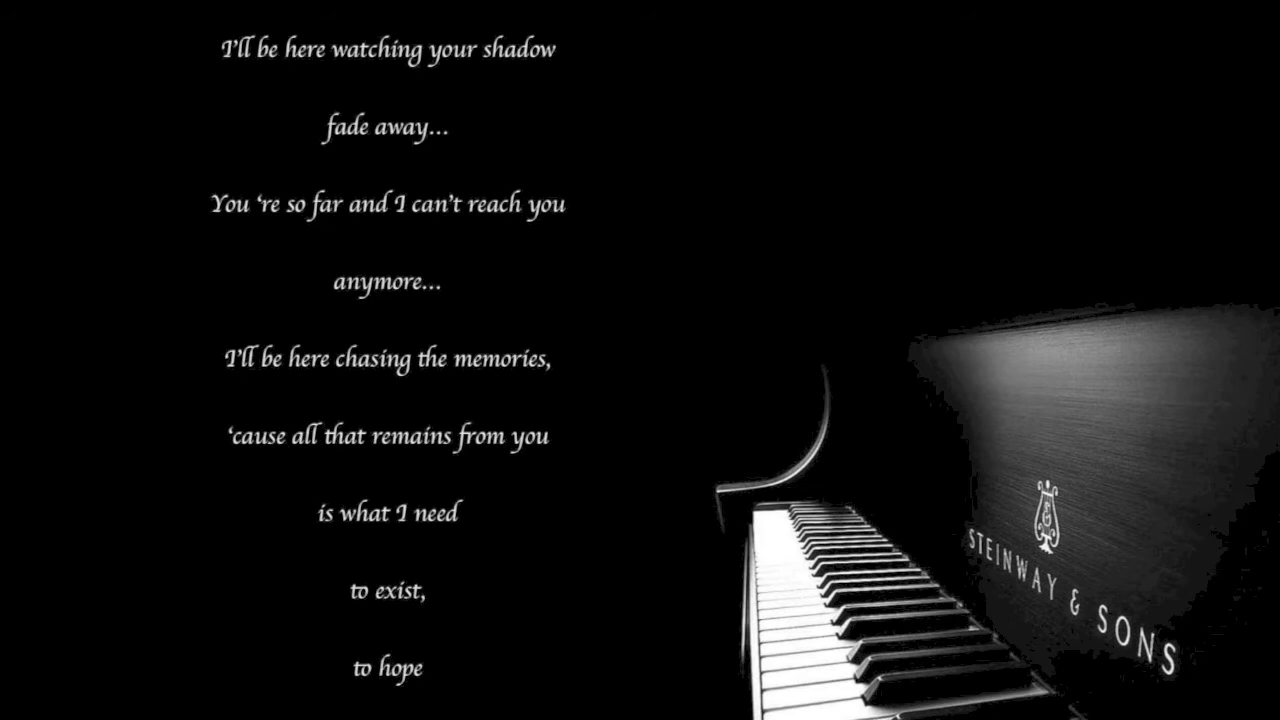 I'll be here watching your shadow
fade away...
You 're so far and I can't reach you
anymore...
I'll be here chasing the memories,
‘cause all that remains from you
is what I need
to exist,
to hope
STEINWAY & SONS